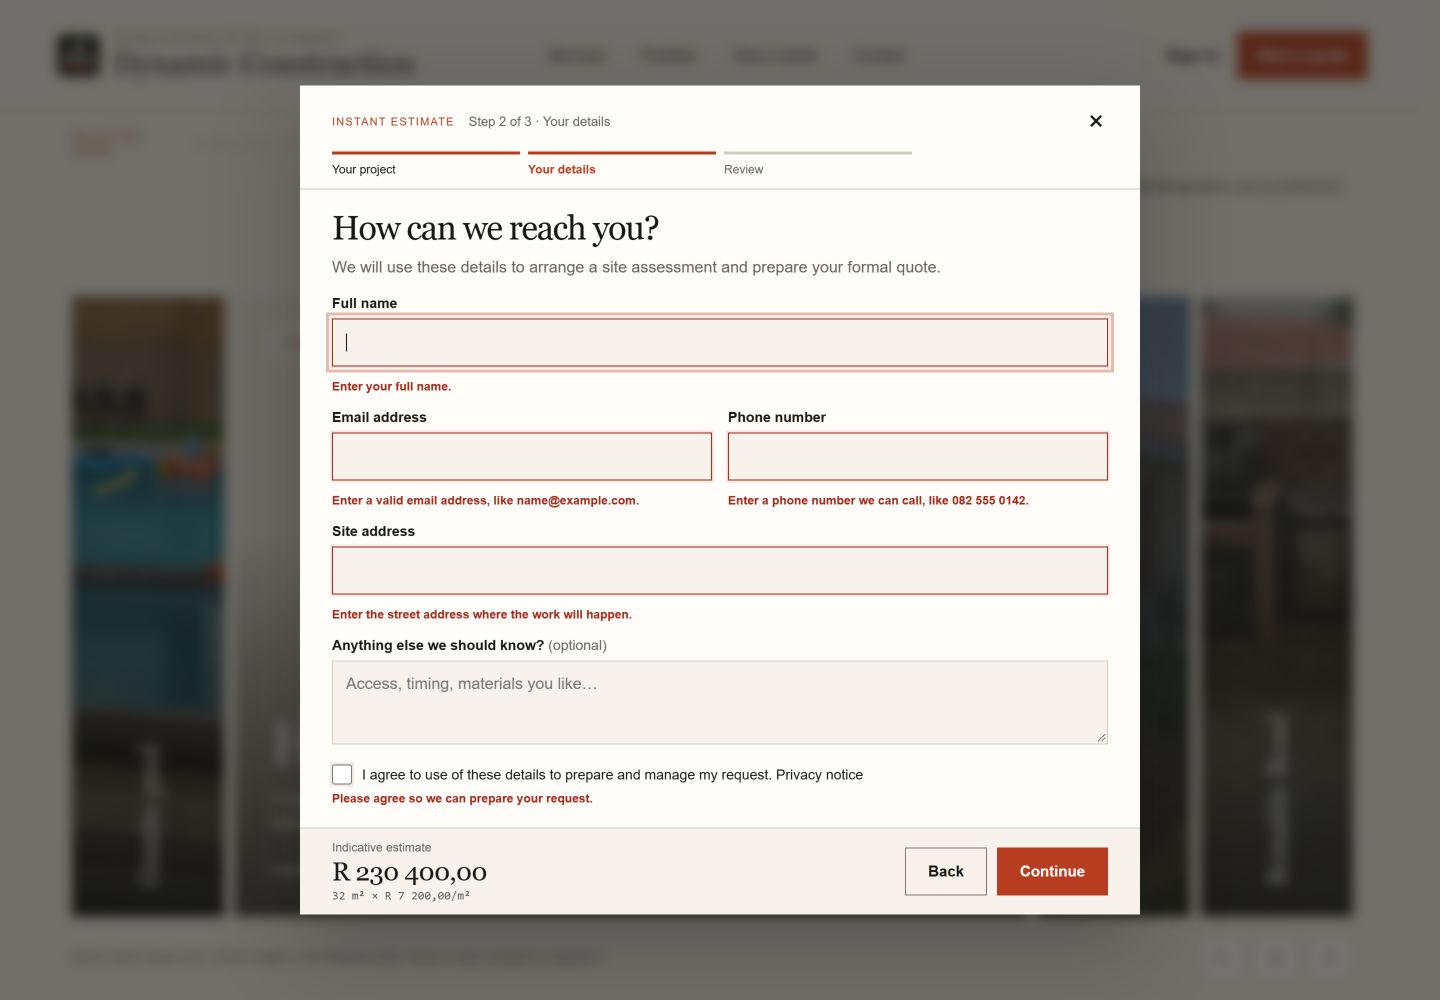 Dynamic Construction
Services
Contact
Sign in
INSTANT ESTIMATE Step 2 of 3 · Your details
Your project Your details Review
How can we reach you?
We will use these details to arrange a site assessment and prepare your formal quote.
Full name
Enter your full name.
Email address Phone number
Enter a valid email address, like name@example.com. Enter a phone number we can call, like 082 555 0142.
Site address
Enter the street address where the work will happen.
Anything else we should know? (optional)
Access, timing, materials you like…
I agree to use of these details to prepare and manage my request. Privacy notice
Please agree so we can prepare your request.
Indicative estimate
R 230 400,00
32 m² × R 7 200,00/m²
Back Continue